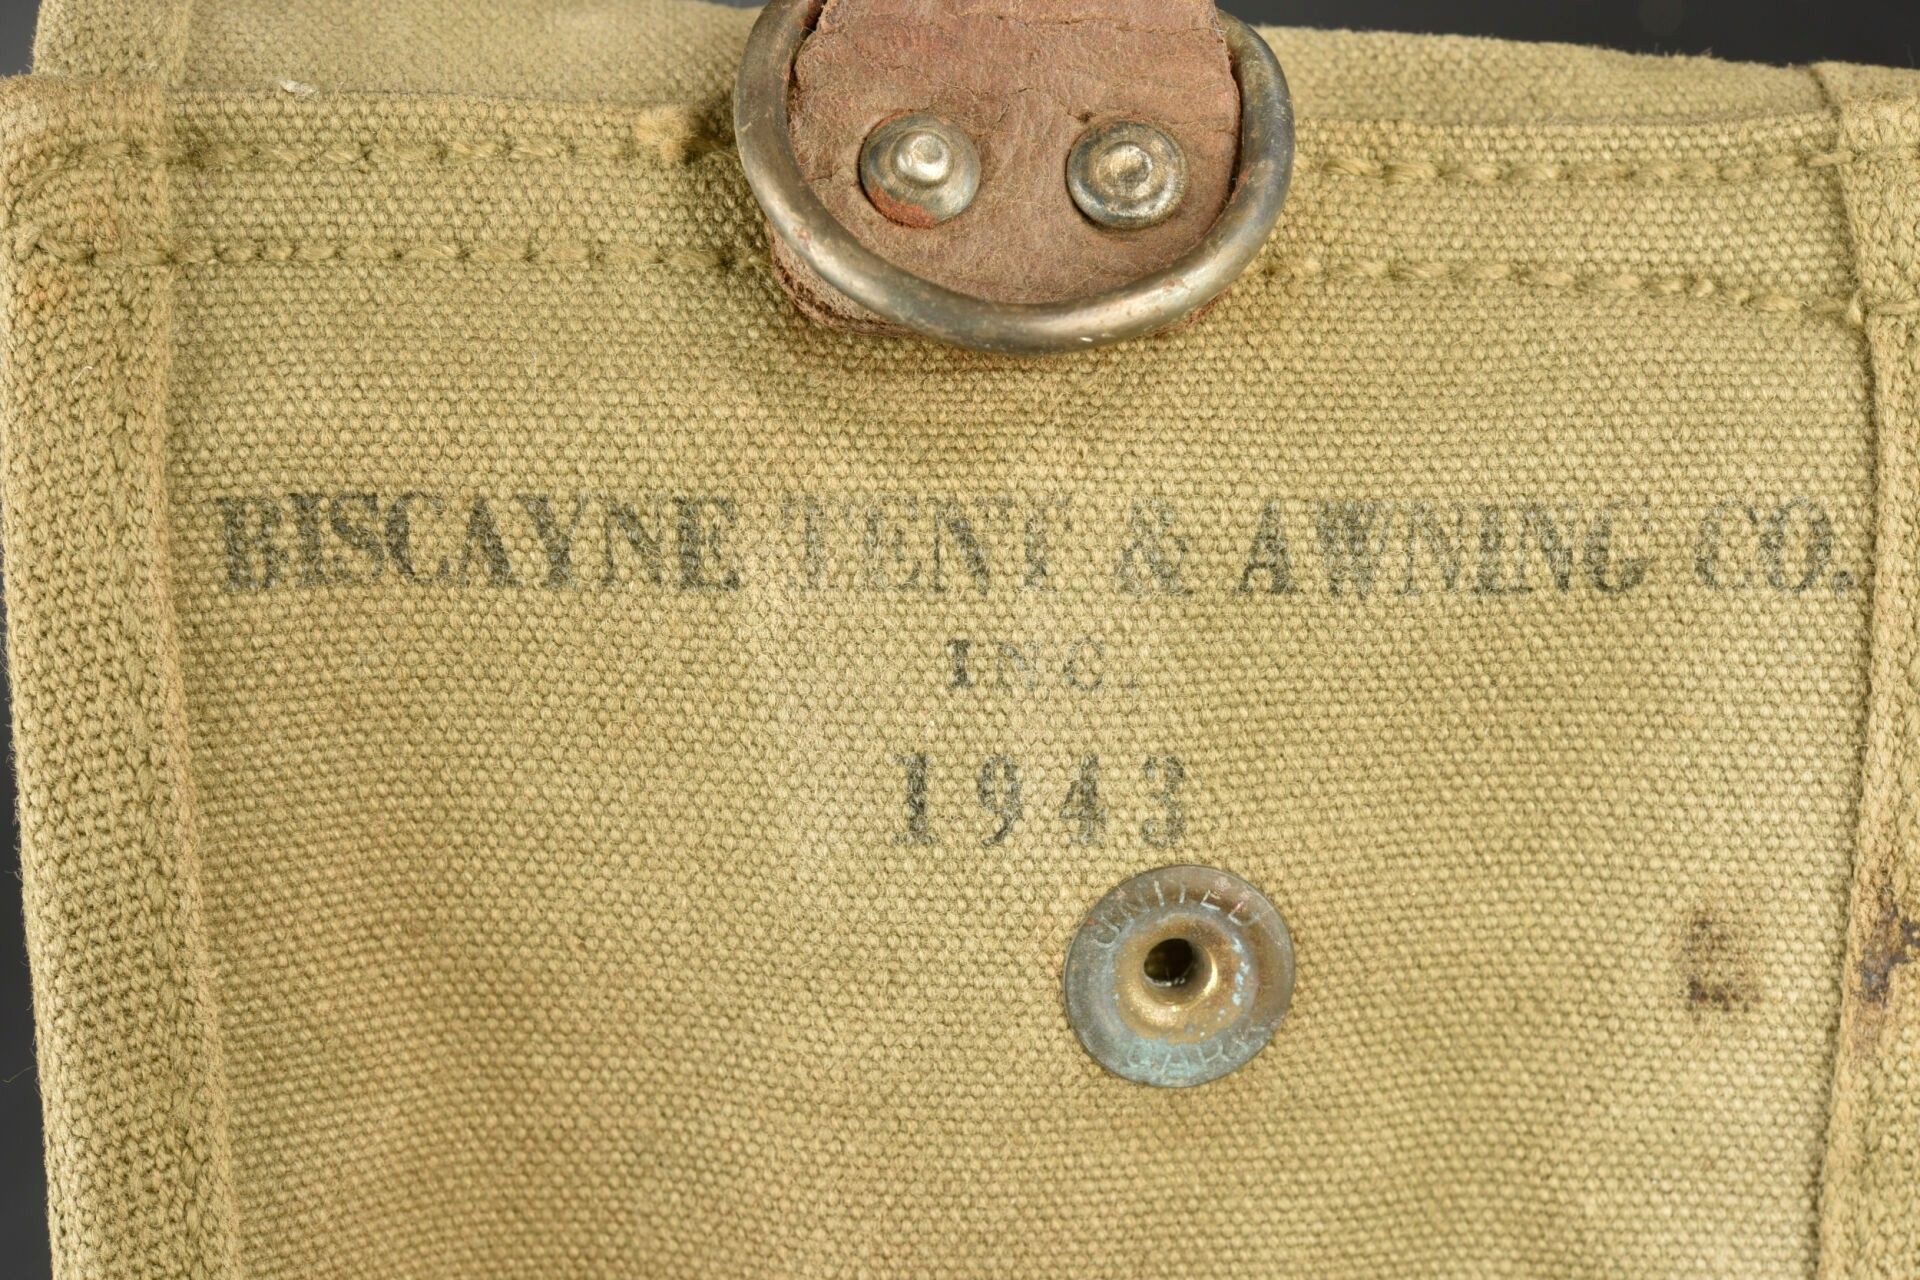 BISCAYNE TENT & AWNING CO.
INC.
1943
UNITED
CARR